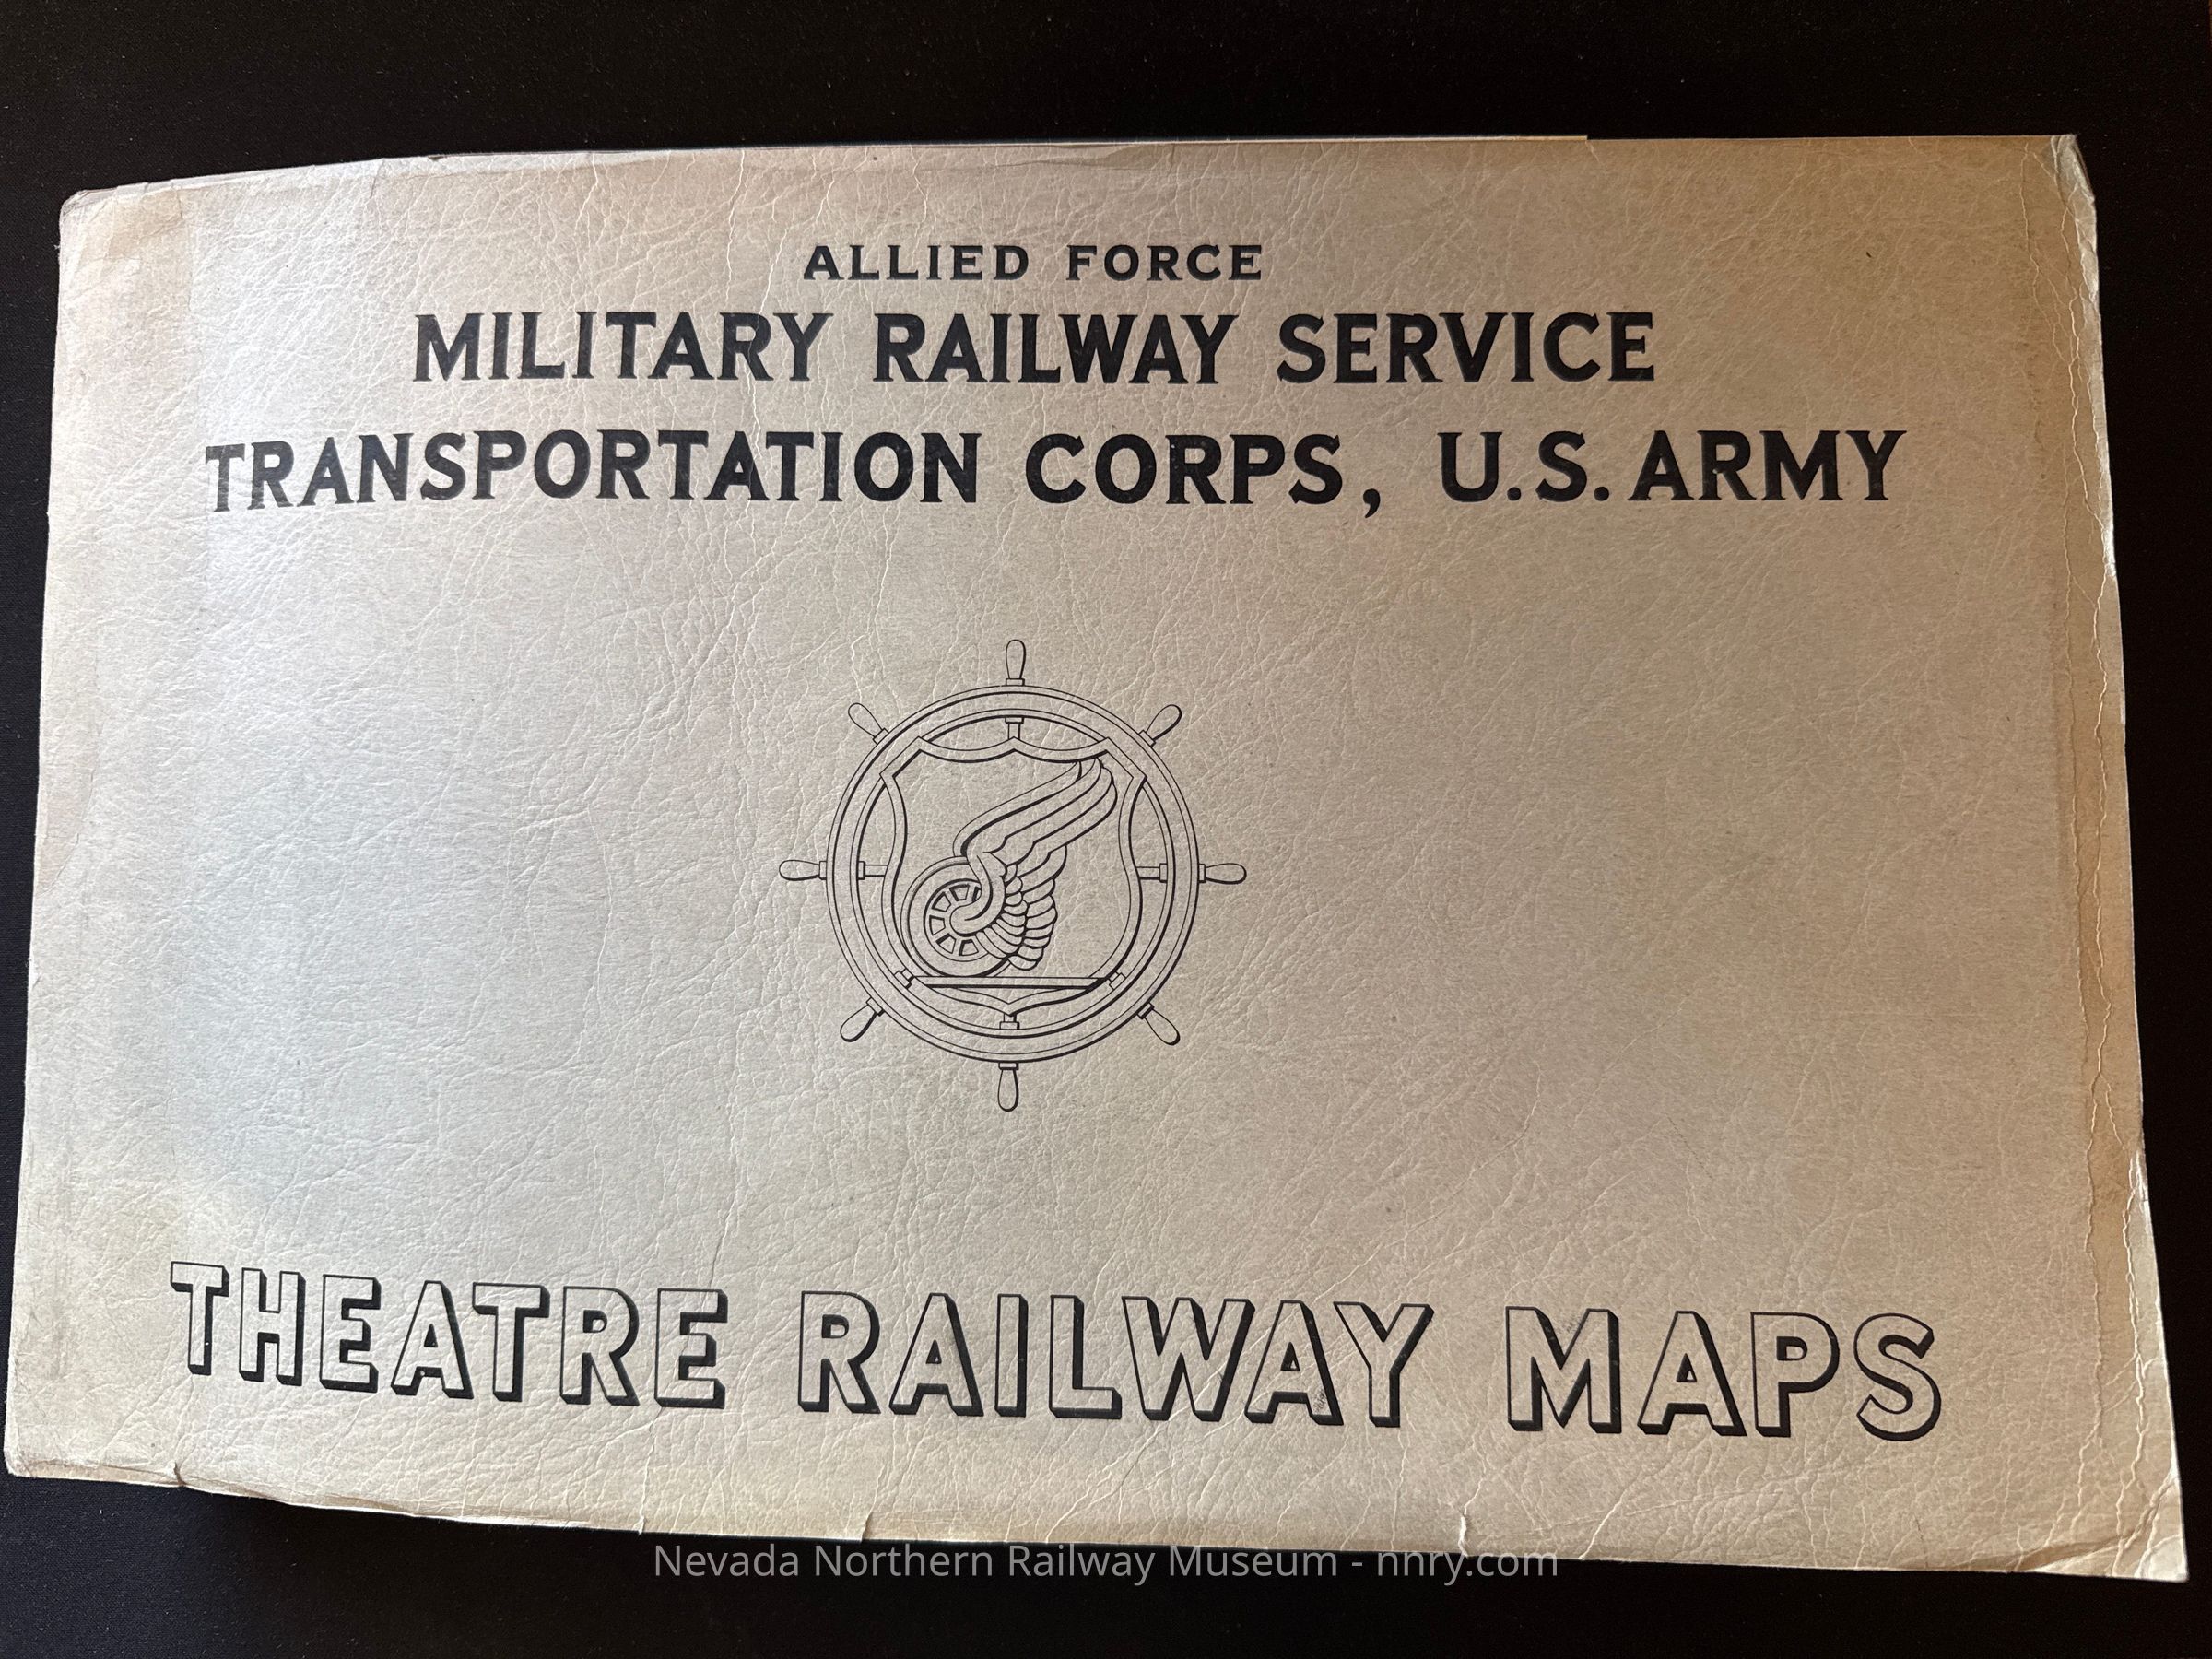 ALLIED FORCE
MILITARY RAILWAY SERVICE
TRANSPORTATION CORPS, U.S. ARMY
THEATRE RAILWAY MAPS
Nevada Northern Railway Museum - nnry.com